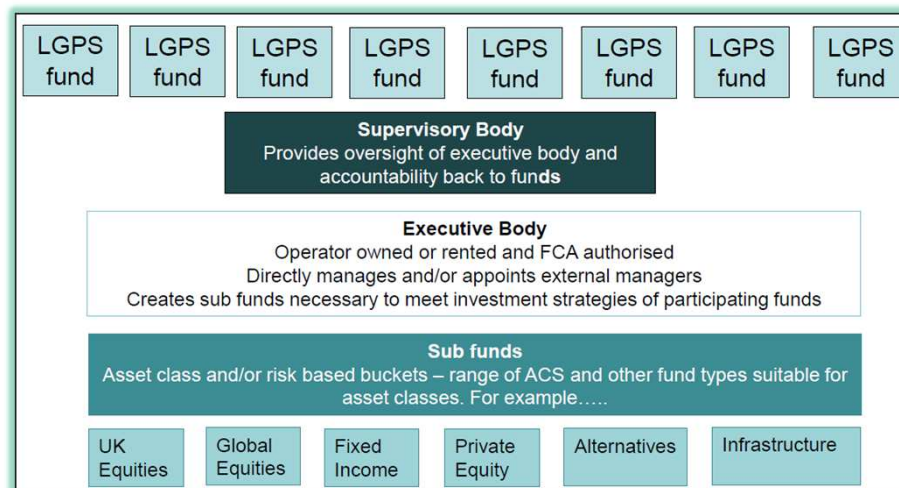 LGPS fund
LGPS fund
LGPS fund
LGPS fund
LGPS fund
LGPS fund
LGPS fund
LGPS fund
Supervisory Body
Provides oversight of executive body and
accountability back to funds
Executive Body
Operator owned or rented and FCA authorised
Directly manages and/or appoints external managers
Creates sub funds necessary to meet investment strategies of participating funds
Sub funds
Asset class and/or risk based buckets – range of ACS and other fund types suitable for
asset classes. For example…..
UK
Equities
Global
Equities
Fixed
Income
Private
Equity
Alternatives
Infrastructure